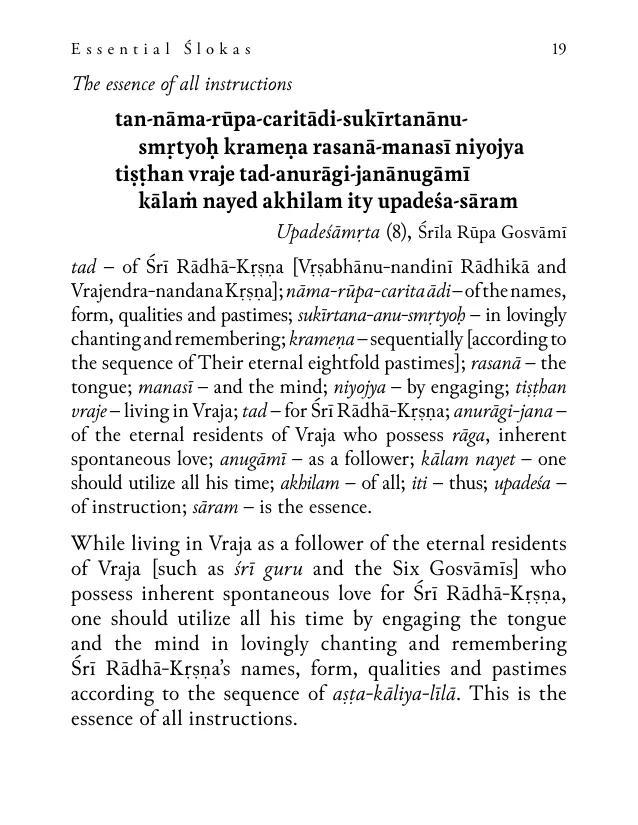 Essential Ślokas 19
The essence of all instructions
tan-nāma-rūpa-caritādi-sukīrtanānu-
smṛtyoḥ krameṇa rasanā-manasī niyojya
tiṣṭhan vraje tad-anurāgi-janānugāmī
kālaṁ nayed akhilam ity upadeśa-sāram
Upadeśāmṛta (8), Śrīla Rūpa Gosvāmī
tad – of Śrī Rādhā-Kṛṣṇa [Vṛṣabhānu-nandinī Rādhikā and
Vrajendra-nandana Kṛṣṇa]; nāma-rūpa-carita ādi – of the names,
form, qualities and pastimes; sukīrtana-anu-smṛtyoḥ – in lovingly
chanting and remembering; krameṇa – sequentially [according to
the sequence of Their eternal eightfold pastimes]; rasanā – the
tongue; manasī – and the mind; niyojya – by engaging; tiṣṭhan
vraje – living in Vraja; tad – for Śrī Rādhā-Kṛṣṇa; anurāgi-jana –
of the eternal residents of Vraja who possess rāga, inherent
spontaneous love; anugāmī – as a follower; kālam nayet – one
should utilize all his time; akhilam – of all; iti – thus; upadeśa –
of instruction; sāram – is the essence.
While living in Vraja as a follower of the eternal residents
of Vraja [such as śrī guru and the Six Gosvāmīs] who
possess inherent spontaneous love for Śrī Rādhā-Kṛṣṇa,
one should utilize all his time by engaging the tongue
and the mind in lovingly chanting and remembering
Śrī Rādhā-Kṛṣṇa’s names, form, qualities and pastimes
according to the sequence of aṣṭa-kāliya-līlā. This is the
essence of all instructions.